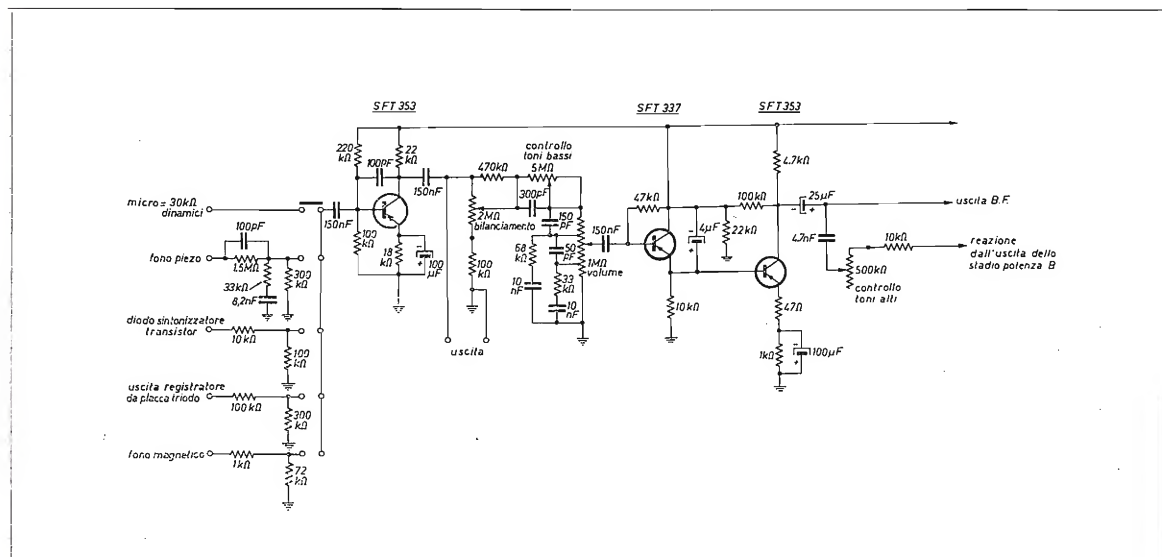 SFT 353
SFT 337
SFT 353
220
kΩ
22
kΩ
100pF
150nF
470kΩ
controllo
toni bassi
5MΩ
300pF
47kΩ
100kΩ
4.7kΩ
25µF
uscita B.F.
micro = 30kΩ
dinamici
150nF
100
kΩ
2MΩ
bilanciamento
150
pF
150nF
4µF
22kΩ
4.7nF
10kΩ
reazione
dall'uscita dello
stadio potenza B
100pF
fono piezo
1.5MΩ
300
kΩ
33kΩ
8,2nF
18
kΩ
100
µF
100
kΩ
68
kΩ
50
pF
1MΩ
volume
33
kΩ
10
nF
10
nF
10kΩ
47Ω
500kΩ
controllo
toni alti
1kΩ
100µF
diodo sintonizzatore
transistor
10kΩ
100
kΩ
uscita
uscita registratore
da placca triodo
100kΩ
300
kΩ
fono magnetico
1kΩ
72
kΩ